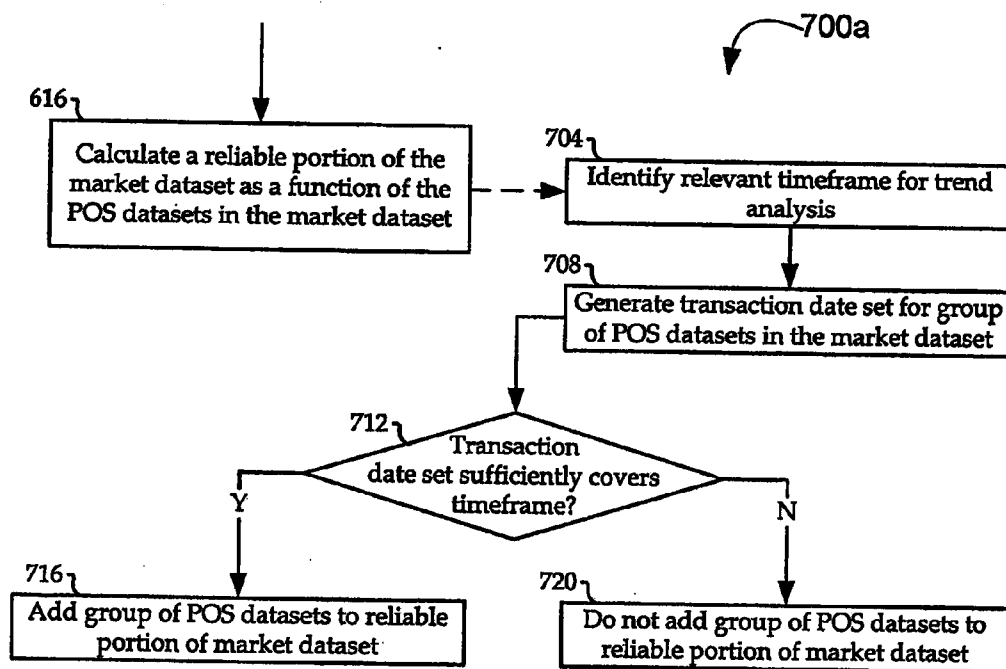 700a
616
Calculate a reliable portion of the
market dataset as a function of the
POS datasets in the market dataset
704
Identify relevant timeframe for trend
analysis
708
Generate transaction date set for group
of POS datasets in the market dataset
712
Transaction
date set sufficiently covers
timeframe?
Y
N
716
Add group of POS datasets to reliable
portion of market dataset
720
Do not add group of POS datasets to
reliable portion of market dataset